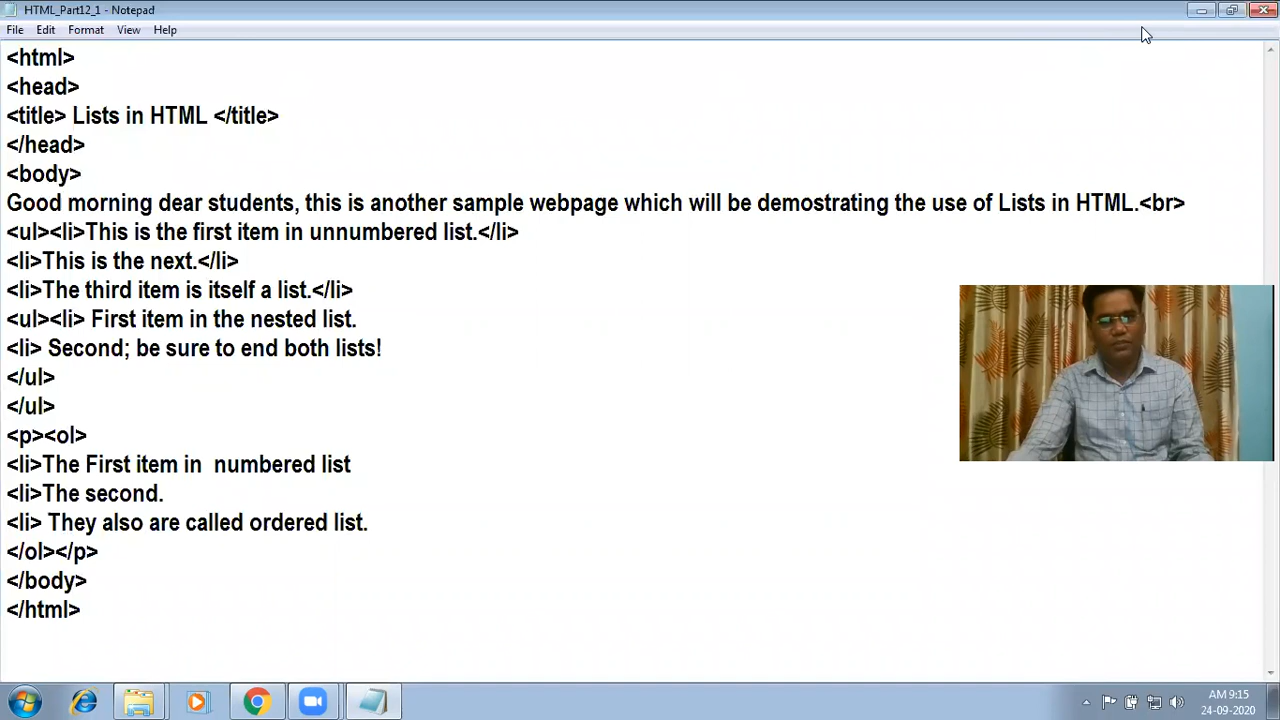 HTML_Part12_1 - Notepad
File Edit Format View Help
<html>
<head>
<title> Lists in HTML </title>
</head>
<body>
Good morning dear students, this is another sample webpage which will be demostrating the use of Lists in HTML.<br>
<ul><li>This is the first item in unnumbered list.</li>
<li>This is the next.</li>
<li>The third item is itself a list.</li>
<ul><li> First item in the nested list.
<li> Second; be sure to end both lists!
</ul>
</ul>
<p><ol>
<li>The First item in  numbered list
<li>The second.
<li> They also are called ordered list.
</ol></p>
</body>
</html>
AM 9:15
24-09-2020